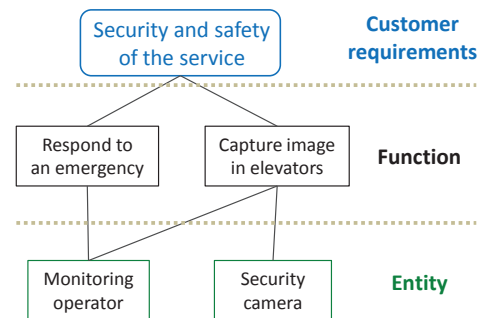 Security and safety
of the service
Customer
requirements
Respond to
an emergency
Capture image
in elevators
Function
Monitoring
operator
Security
camera
Entity